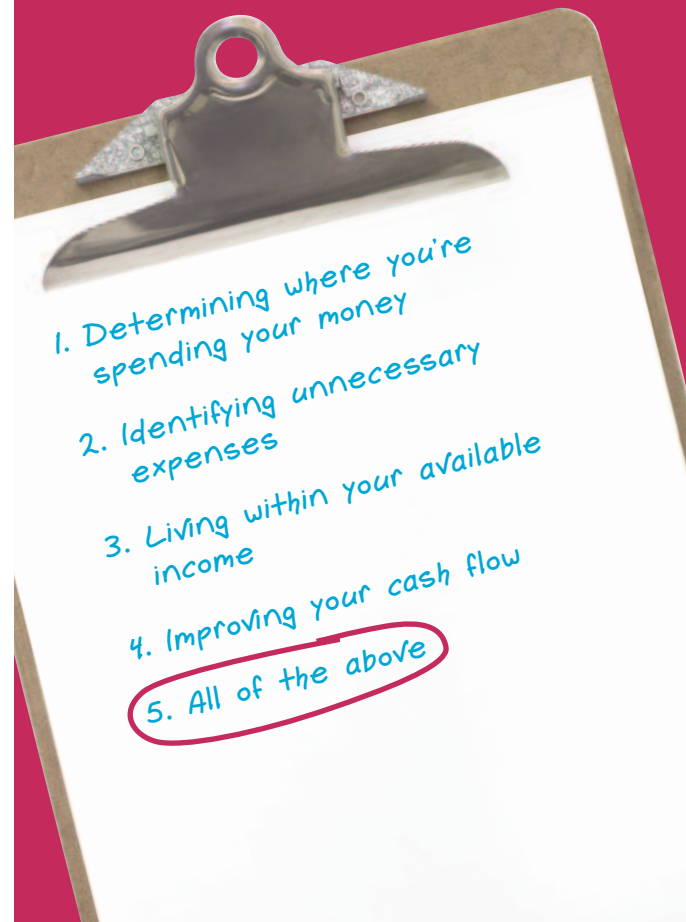 1. Determining where you're
spending your money
2. Identifying unnecessary
expenses
3. Living within your available
income
4. Improving your cash flow
5. All of the above